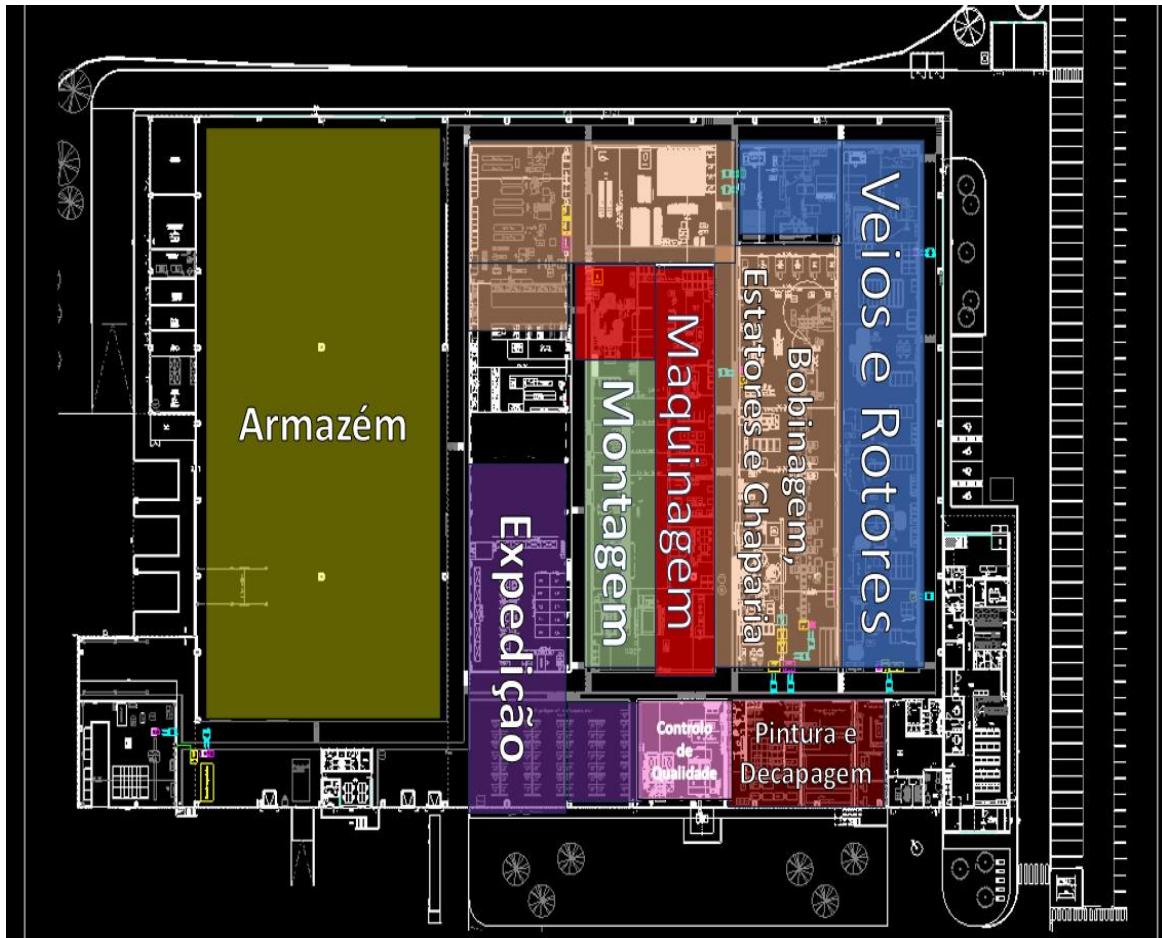 Armazém
Expedição
Montagem
Maquinagem
Bobinagem,
Estatores e Chaparia
Veios e Rotores
Controlo
de
Qualidade
Pintura e
Decapagem